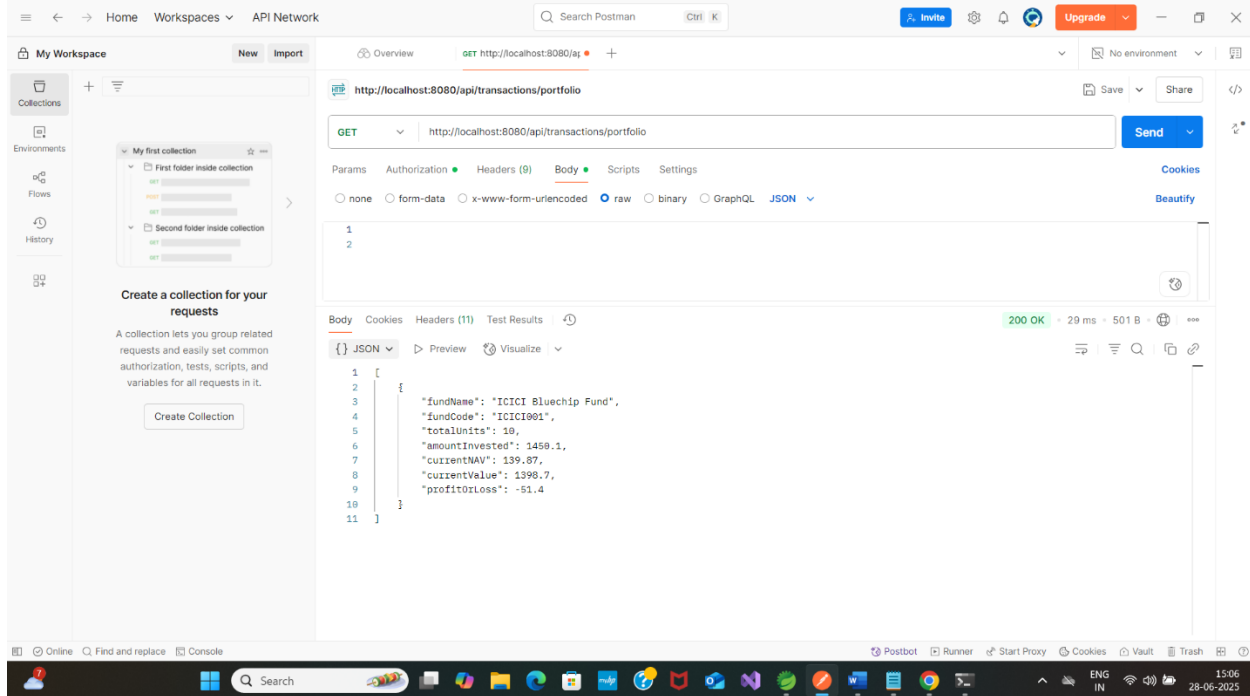 Home Workspaces API Network Search Postman Ctrl K Invite Upgrade
My Workspace New Import Overview GET http://localhost:8080/ap No environment
Collections
Environments
Flows
History
My first collection
First folder inside collection
GET
POST
GET
Second folder inside collection
GET
GET
Create a collection for your
requests
A collection lets you group related
requests and easily set common
authorization, tests, scripts, and
variables for all requests in it.
Create Collection
HTTP http://localhost:8080/api/transactions/portfolio Save Share
GET http://localhost:8080/api/transactions/portfolio Send
Params Authorization Headers (9) Body Scripts Settings Cookies
none form-data x-www-form-urlencoded raw binary GraphQL JSON Beautify
1
2
Body Cookies Headers (11) Test Results 200 OK 29 ms 501 B
{} JSON Preview Visualize
1 [
2 {
3 "fundName": "ICICI Bluechip Fund",
4 "fundCode": "ICICI001",
5 "totalUnits": 10,
6 "amountInvested": 1450.1,
7 "currentNAV": 139.87,
8 "currentValue": 1398.7,
9 "profitOrLoss": -51.4
10 }
11 ]
Online Find and replace Console Postbot Runner Start Proxy Cookies Vault Trash
Search ENG 15:06
IN 28-06-2025